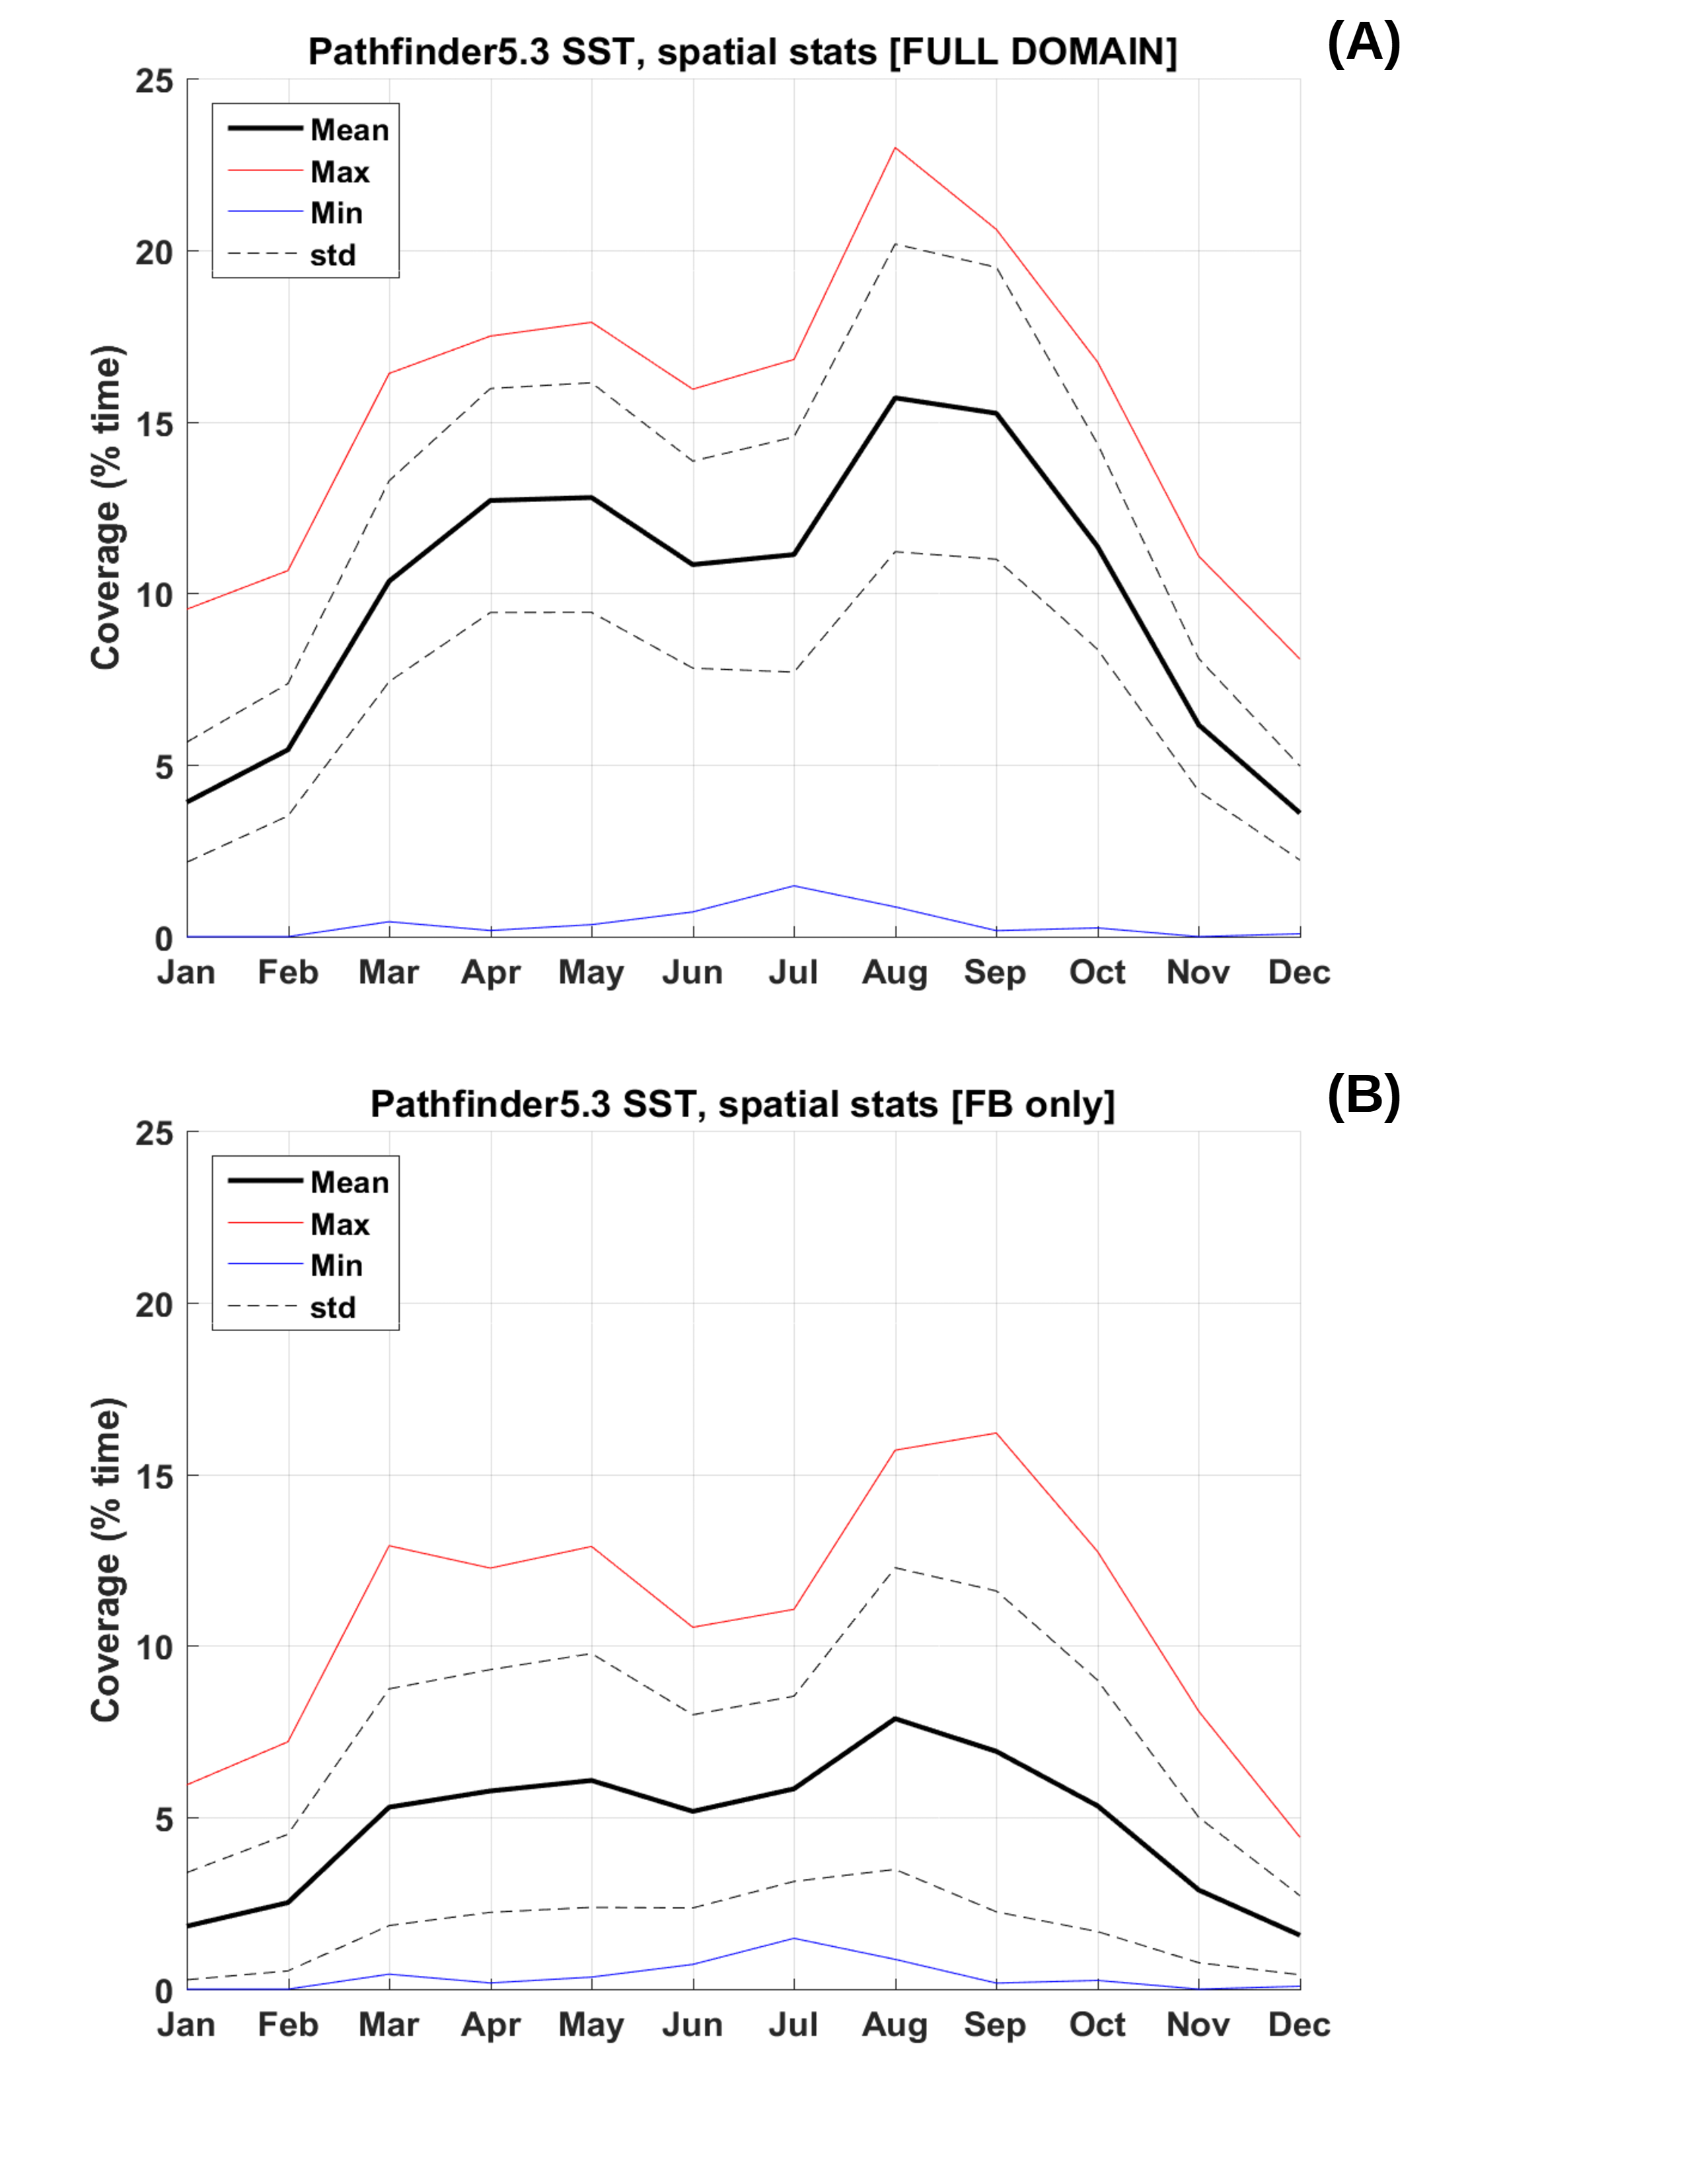 (A)
Pathfinder5.3 SST, spatial stats [FULL DOMAIN]
25
20
15
10
5
0
Coverage (% time)
Mean
Max
Min
std
Jan Feb Mar Apr May Jun Jul Aug Sep Oct Nov Dec
(B)
Pathfinder5.3 SST, spatial stats [FB only]
25
20
15
10
5
0
Coverage (% time)
Mean
Max
Min
std
Jan Feb Mar Apr May Jun Jul Aug Sep Oct Nov Dec